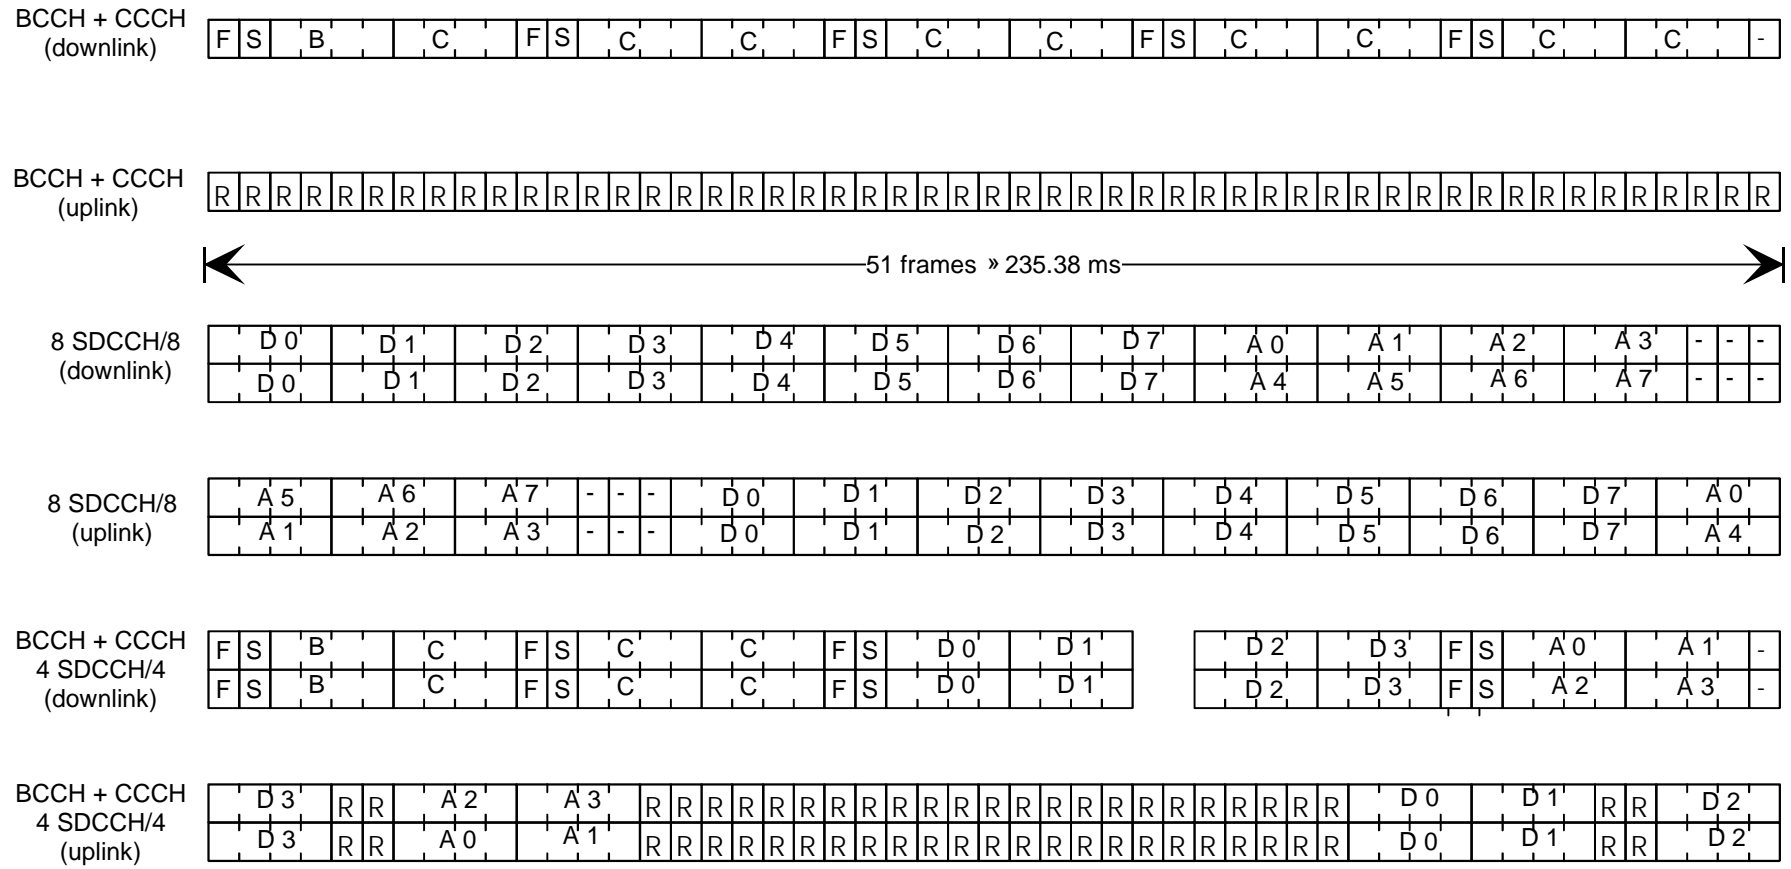 BCCH + CCCH
(downlink)
F S B C F S C C F S C C F S C C F S C C -
BCCH + CCCH
(uplink)
R R R R R R R R R R R R R R R R R R R R R R R R R R R R R R R R R R R R R R R R R R R R R R R R R R R
51 frames » 235.38 ms
8 SDCCH/8
(downlink)
D 0 D 1 D 2 D 3 D 4 D 5 D 6 D 7 A 0 A 1 A 2 A 3 - - -
D 0 D 1 D 2 D 3 D 4 D 5 D 6 D 7 A 4 A 5 A 6 A 7 - - -
8 SDCCH/8
(uplink)
A 5 A 6 A 7 - - - D 0 D 1 D 2 D 3 D 4 D 5 D 6 D 7 A 0
A 1 A 2 A 3 - - - D 0 D 1 D 2 D 3 D 4 D 5 D 6 D 7 A 4
BCCH + CCCH
4 SDCCH/4
(downlink)
F S B C F S C C F S D 0 D 1 D 2 D 3 F S A 0 A 1 -
F S B C F S C C F S D 0 D 1 D 2 D 3 F S A 2 A 3 -
BCCH + CCCH
4 SDCCH/4
(uplink)
D 3 R R A 2 A 3 R R R R R R R R R R R R R R R R R R R R R R R D 0 D 1 R R D 2
D 3 R R A 0 A 1 R R R R R R R R R R R R R R R R R R R R R R R D 0 D 1 R R D 2